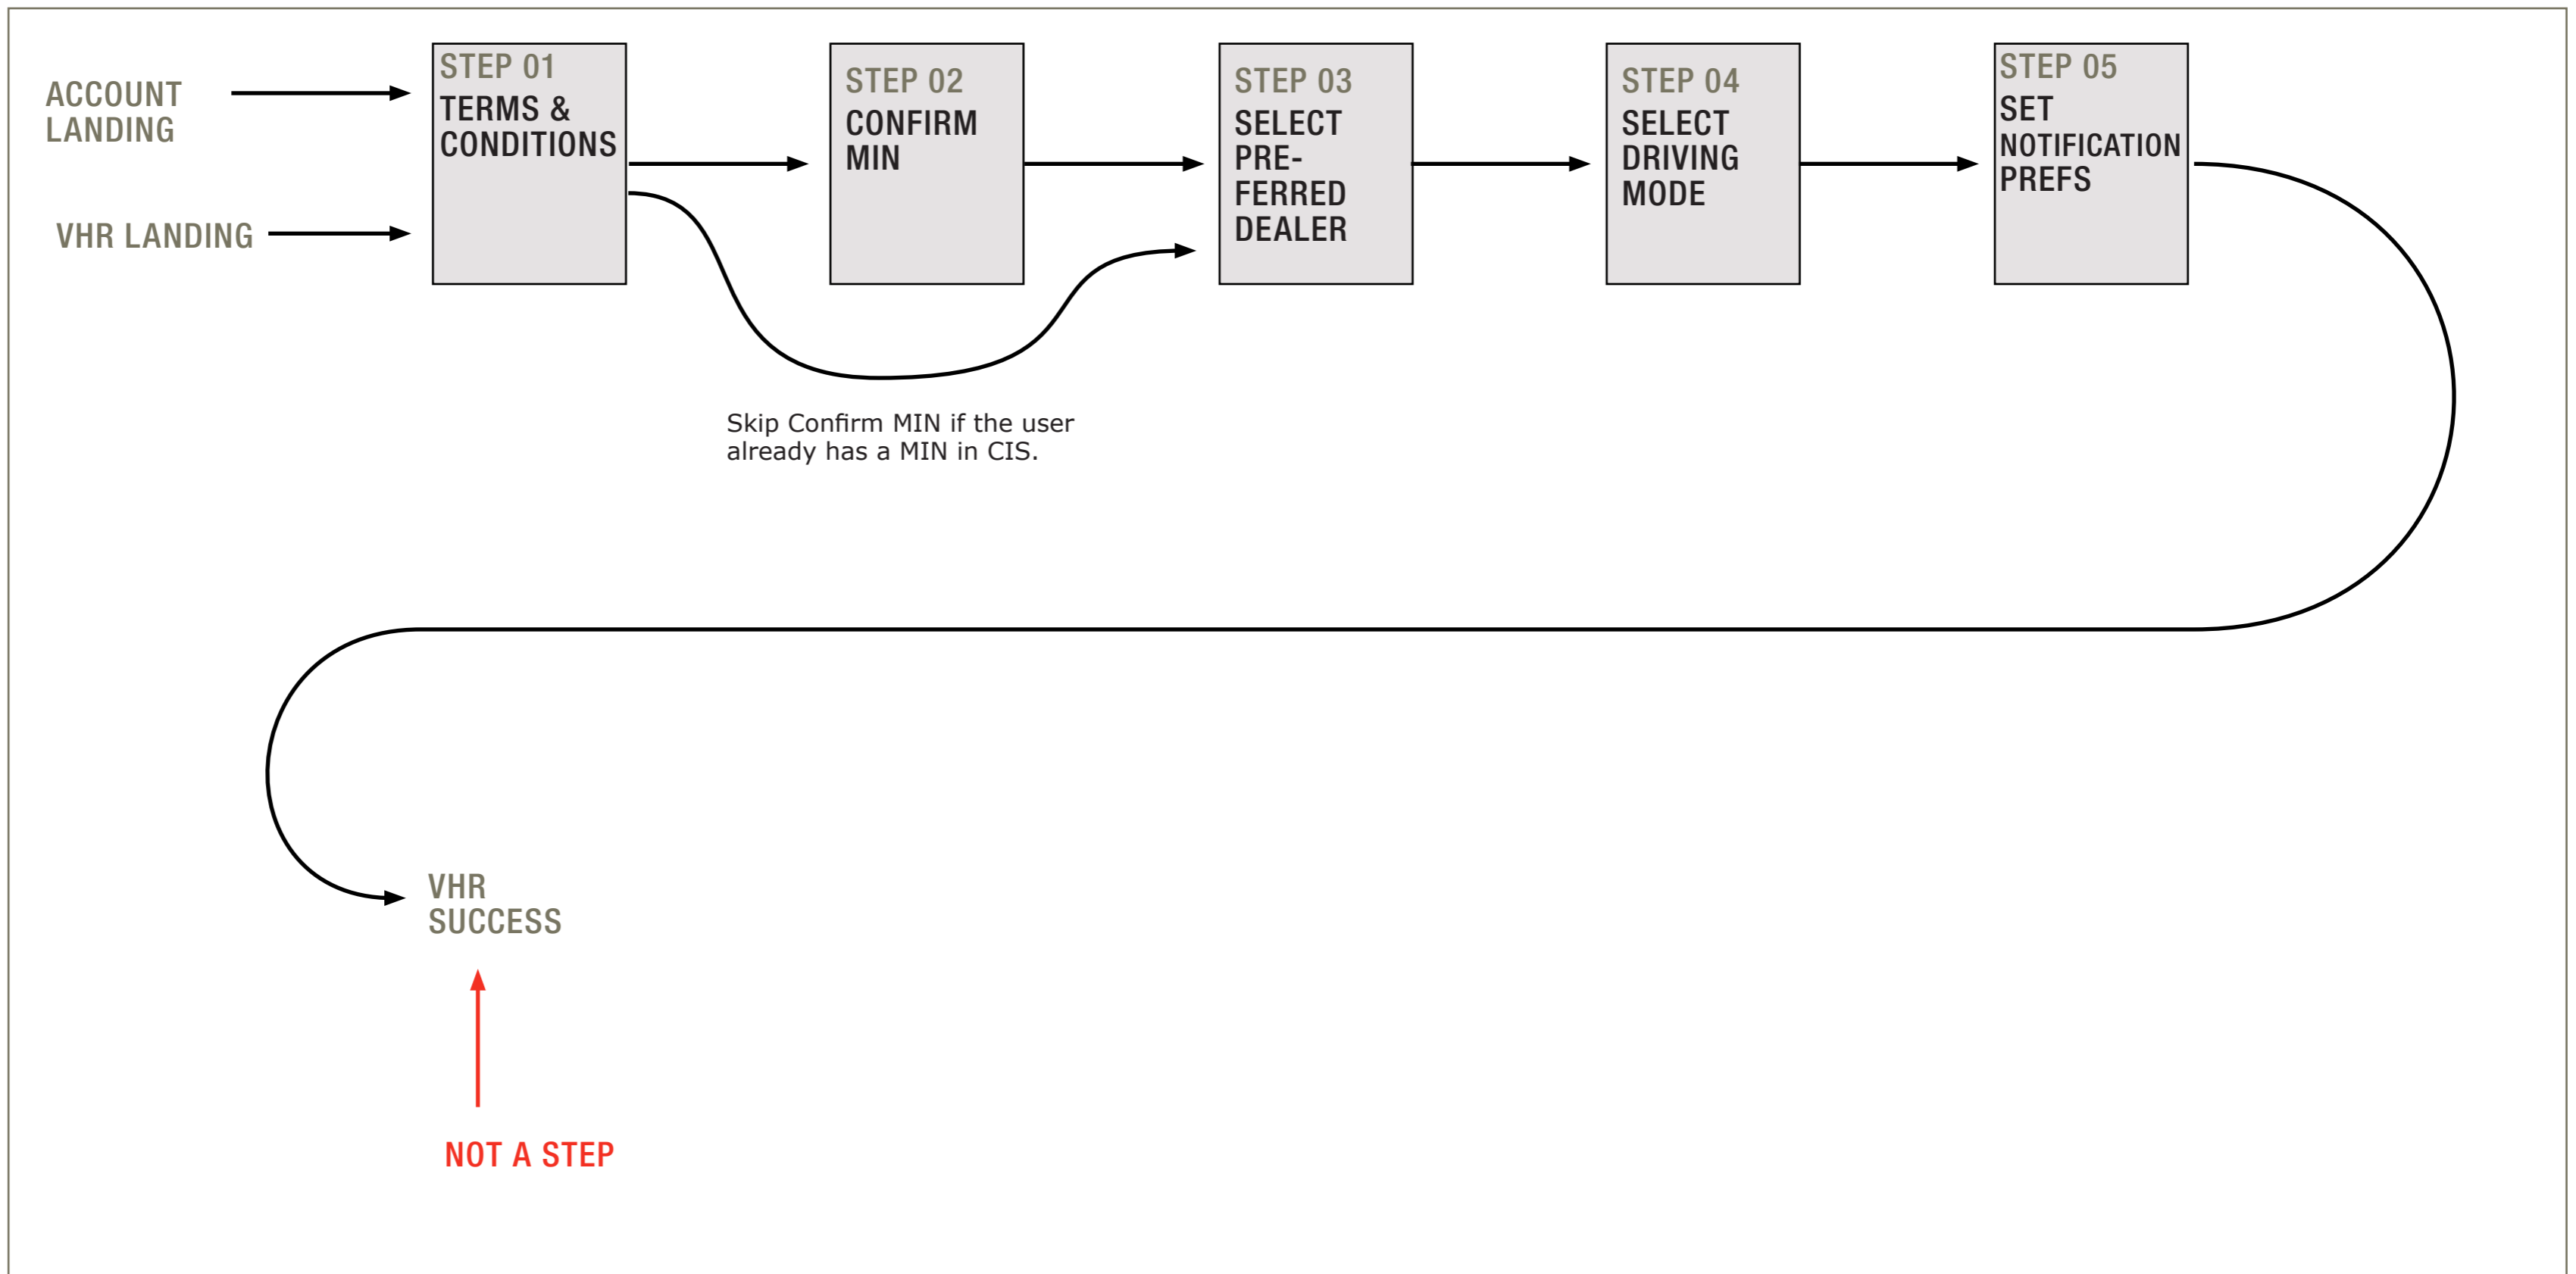 ACCOUNT
LANDING
VHR LANDING
STEP 01
TERMS &
CONDITIONS
STEP 02
CONFIRM
MIN
STEP 03
SELECT
PRE-
FERRED
DEALER
STEP 04
SELECT
DRIVING
MODE
STEP 05
SET
NOTIFICATION
PREFS
Skip Confirm MIN if the user
already has a MIN in CIS.
VHR
SUCCESS
NOT A STEP